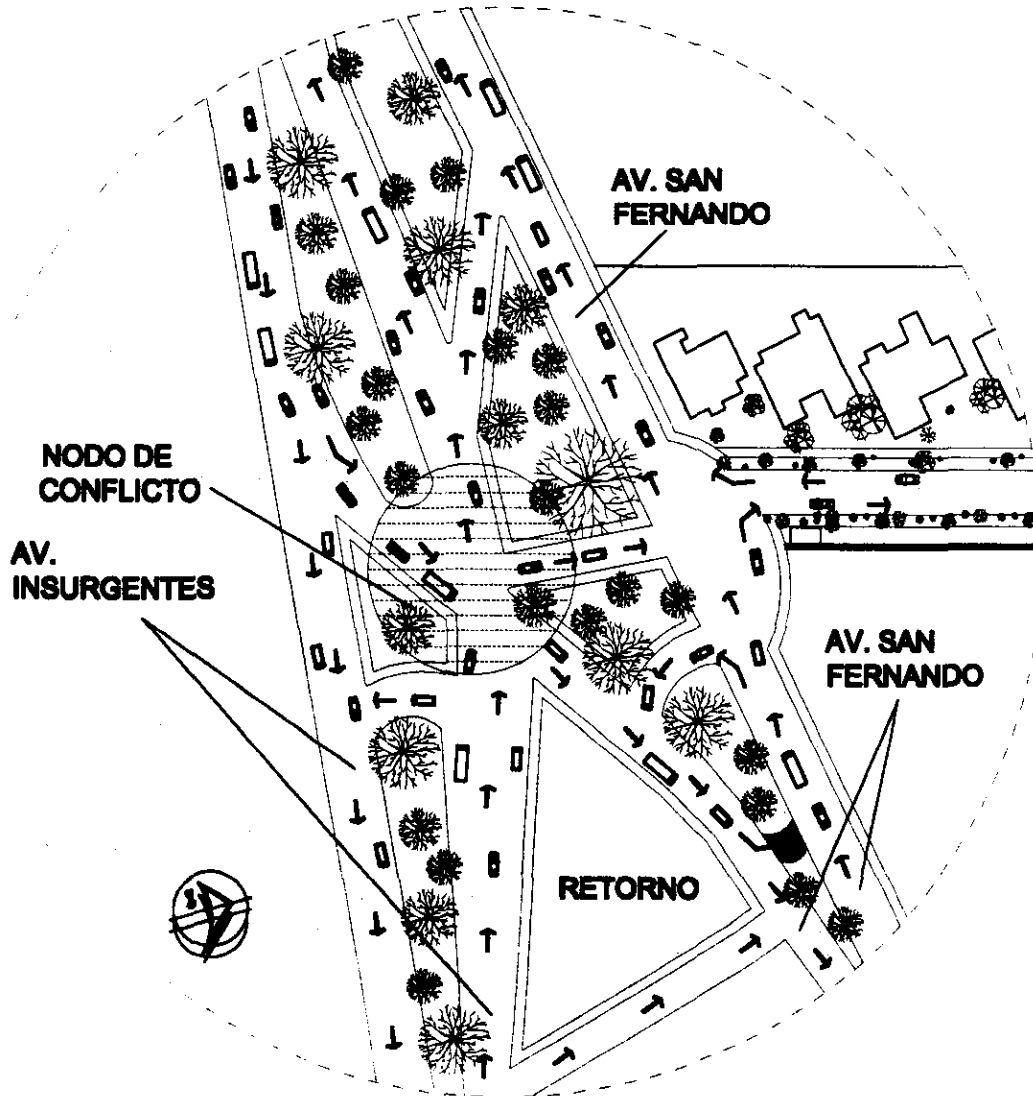 AV. SAN
FERNANDO
NODO DE
CONFLICTO
AV.
INSURGENTES
AV. SAN
FERNANDO
RETORNO